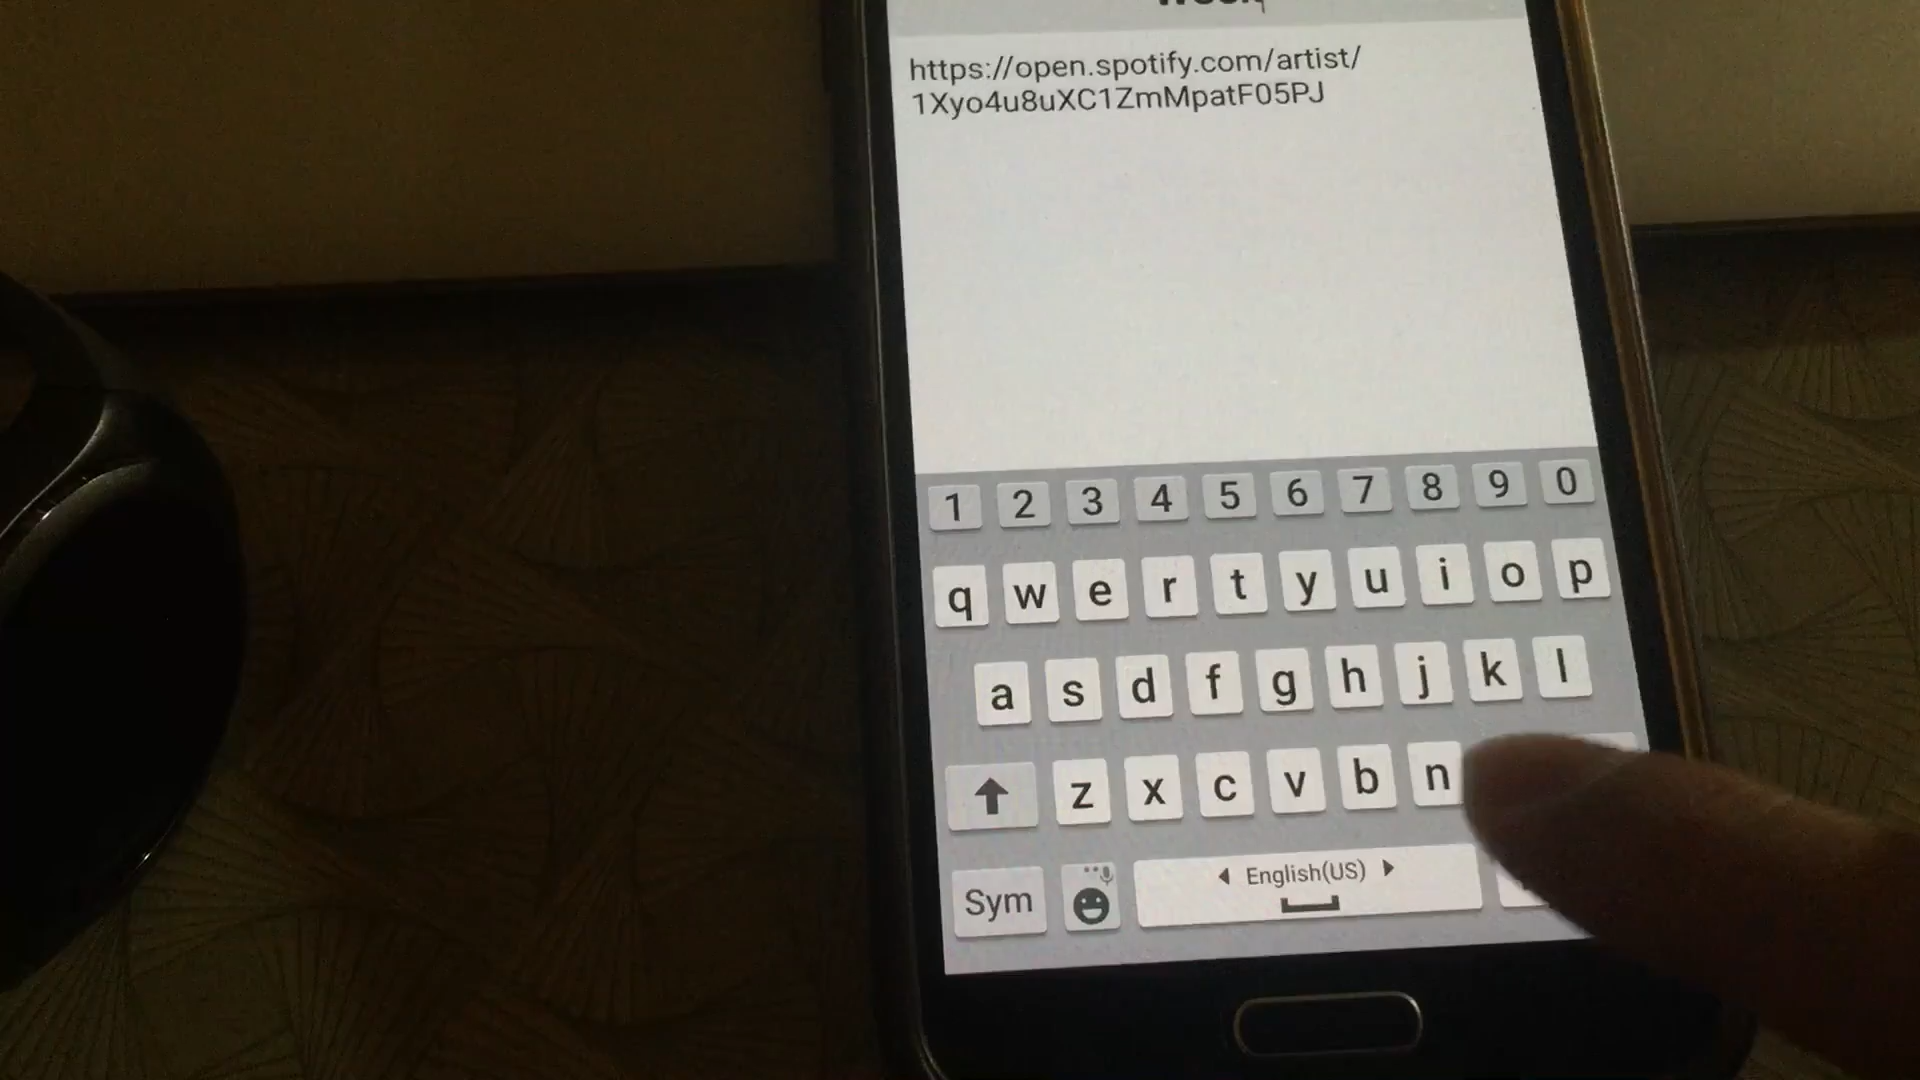 https://open.spotify.com/artist/
1Xyo4u8uXC1ZmMpatF05PJ
1 2 3 4 5 6 7 8 9 0
q w e r t y u i o p
a s d f g h j k l
z x c v b n
Sym English(US)